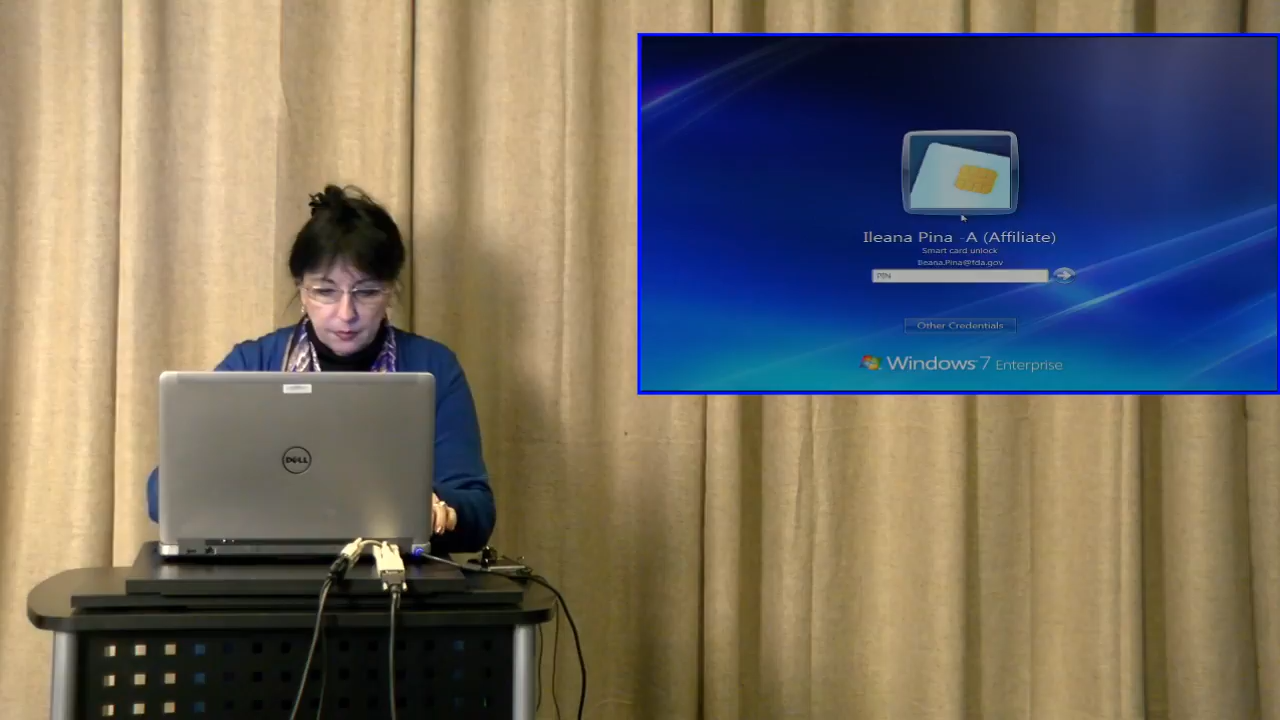 Ileana Pina -A (Affiliate)
Smart card unlock
Ileana.Pina@fda.gov
PIN
Other Credentials
Windows 7 Enterprise
DELL